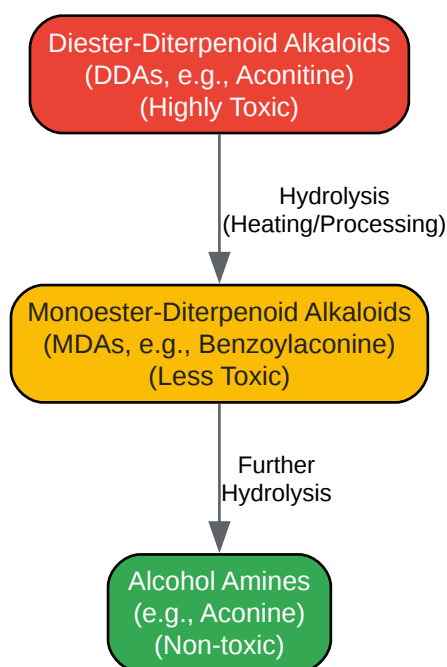 Diester-Diterpenoid Alkaloids
(DDAs, e.g., Aconitine)
(Highly Toxic)
Hydrolysis
(Heating/Processing)
Monoester-Diterpenoid Alkaloids
(MDAs, e.g., Benzoylaconine)
(Less Toxic)
Further
Hydrolysis
Alcohol Amines
(e.g., Aconine)
(Non-toxic)